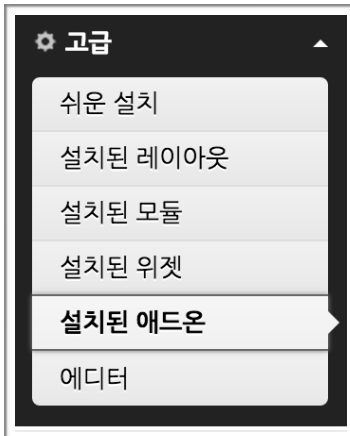 고급
쉬운 설치
설치된 레이아웃
설치된 모듈
설치된 위젯
설치된 애드온
에디터